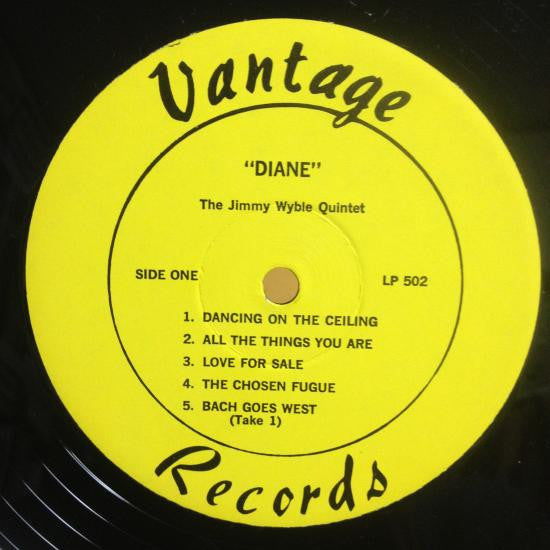 Vantage
"DIANE"
The Jimmy Wyble Quintet
SIDE ONE
LP 502
1. DANCING ON THE CEILING
2. ALL THE THINGS YOU ARE
3. LOVE FOR SALE
4. THE CHOSEN FUGUE
5. BACH GOES WEST
(Take 1)
Records